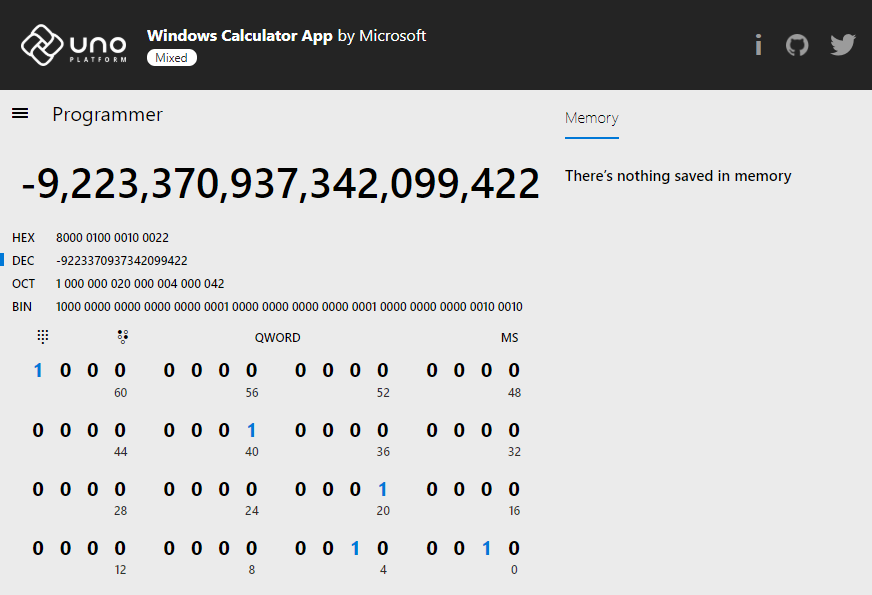 UNO PLATFORM
Windows Calculator App by Microsoft
Mixed
i
Programmer
Memory
-9,223,370,937,342,099,422
There's nothing saved in memory
HEX 8000 0100 0010 0022
DEC -9223370937342099422
OCT 1 000 000 020 000 004 000 042
BIN 1000 0000 0000 0000 0000 0001 0000 0000 0000 0000 0001 0000 0000 0000 0010 0010
QWORD MS
1 0 0 0 0 0 0 0 0 0 0 0 0 0 0 0
60 56 52 48
0 0 0 0 0 0 0 1 0 0 0 0 0 0 0 0
44 40 36 32
0 0 0 0 0 0 0 0 0 0 0 1 0 0 0 0
28 24 20 16
0 0 0 0 0 0 0 0 0 0 1 0 0 0 1 0
12 8 4 0